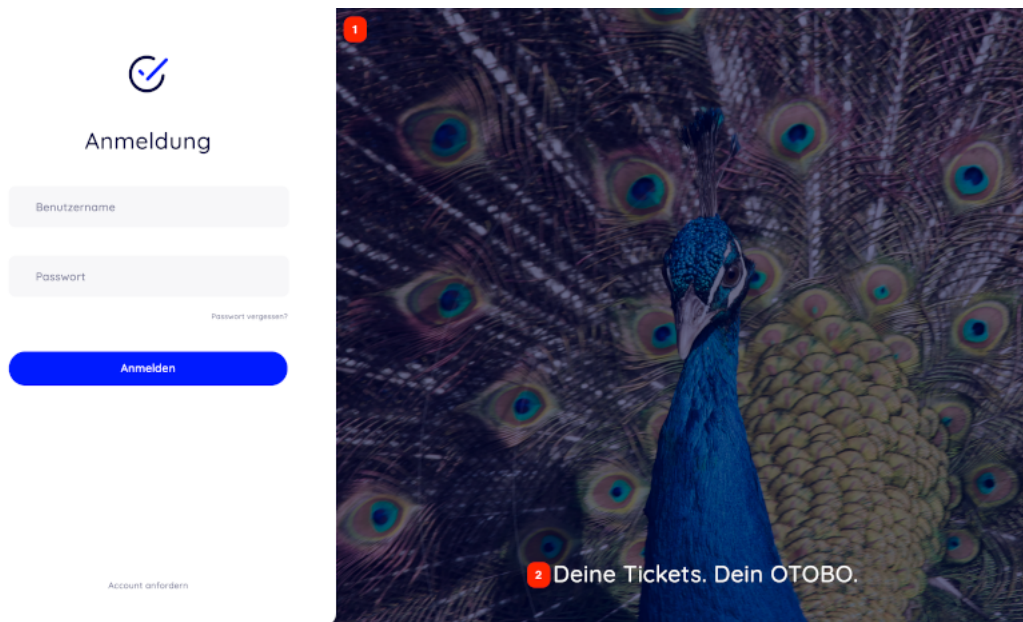 Anmeldung
Benutzername
Passwort
Passwort vergessen?
Anmelden
Account anfordern
1
2 Deine Tickets. Dein OTOBO.